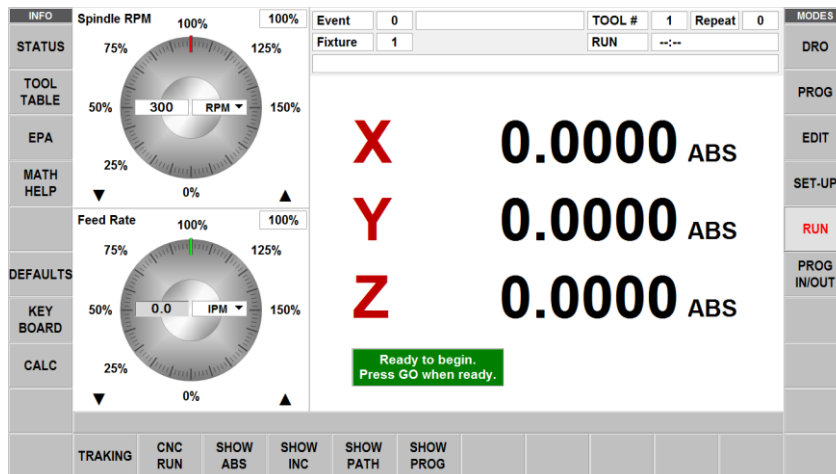 INFO
STATUS
TOOL
TABLE
EPA
MATH
HELP
DEFAULTS
KEY
BOARD
CALC
Spindle RPM
100%
100%
75%
125%
50%
300
RPM
150%
25%
0%
Feed Rate
100%
100%
75%
125%
50%
0.0
IPM
150%
25%
0%
Event 0
TOOL # 1 Repeat 0
Fixture 1
RUN --:--
X 0.0000 ABS
Y 0.0000 ABS
Z 0.0000 ABS
Ready to begin.
Press GO when ready.
MODES
DRO
PROG
EDIT
SET-UP
RUN
PROG
IN/OUT
TRAKING
CNC
RUN
SHOW
ABS
SHOW
INC
SHOW
PATH
SHOW
PROG